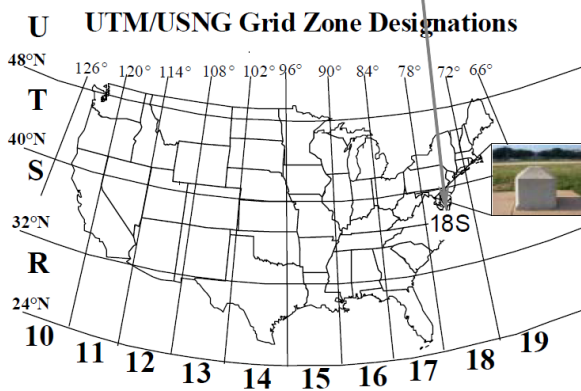 UTM/USNG Grid Zone Designations
U
48°N
126° 120° 114° 108° 102° 96° 90° 84° 78° 72° 66°
T
40°N
S
18S
32°N
R
24°N
10 11 12 13 14 15 16 17 18 19